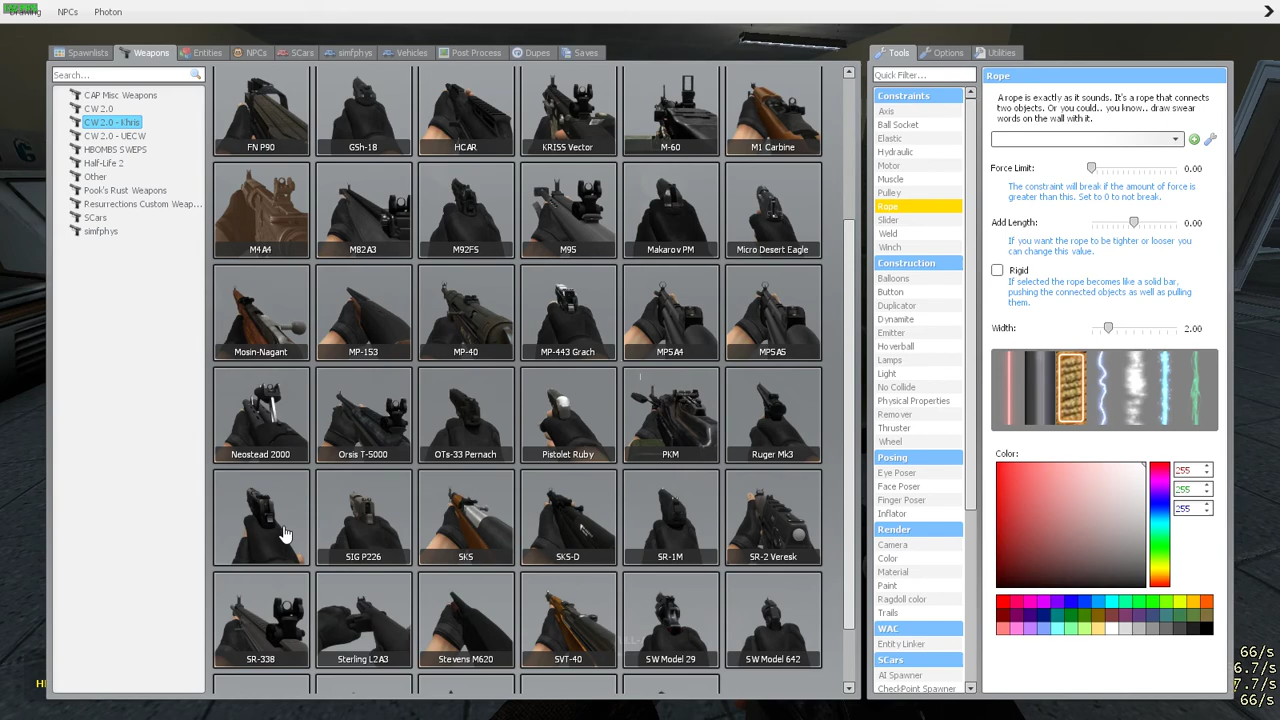 Drawing NPCs Photon
Spawnlists Weapons Entities NPCs SCars simfphys Vehicles Post Process Dupes Saves
Tools Options Utilities
Search...
CAP Misc Weapons
CW 2.0
CW 2.0 - Khris
CW 2.0 - UECW
HBOMBS SWEPS
Half-Life 2
Other
Pook's Rust Weapons
Resurrections Custom Weap...
SCars
simfphys
FN P90 GSh-18 HCAR KRISS Vector M-60 M1 Carbine
M4A4 M82A3 M92FS M95 Makarov PM Micro Desert Eagle
Mosin-Nagant MP-153 MP-40 MP-443 Grach MP5A4 MP5A5
Neostead 2000 Orsis T-5000 OTs-33 Pernach Pistolet Ruby PKM Ruger Mk3
SIG P226 SKS SKS-D SR-1M SR-2 Veresk
SR-338 Sterling L2A3 Stevens M620 SVT-40 SW Model 29 SW Model 642
Quick Filter...
Constraints
Axis
Ball Socket
Elastic
Hydraulic
Motor
Muscle
Pulley
Rope
Slider
Weld
Winch
Construction
Balloons
Button
Duplicator
Dynamite
Emitter
Hoverball
Lamps
Light
No Collide
Physical Properties
Remover
Thruster
Wheel
Posing
Eye Poser
Face Poser
Finger Poser
Inflator
Render
Camera
Color
Material
Paint
Ragdoll color
Trails
WAC
Entity Linker
SCars
AI Spawner
CheckPoint Spawner
Rope
A rope is exactly as it sounds. It's a rope that connects
two objects. Or you could.. you know.. draw swear
words on the wall with it.
Force Limit: 0.00
The constraint will break if the amount of force is
greater than this. Set to 0 to not break.
Add Length: 0.00
If you want the rope to be tighter or looser you
can change this value.
Rigid
If selected the rope becomes like a solid bar,
pushing the connected objects as well as pulling
them.
Width: 2.00
Color:
255
255
255
66/s
6.7/s
7.7/s
66/s